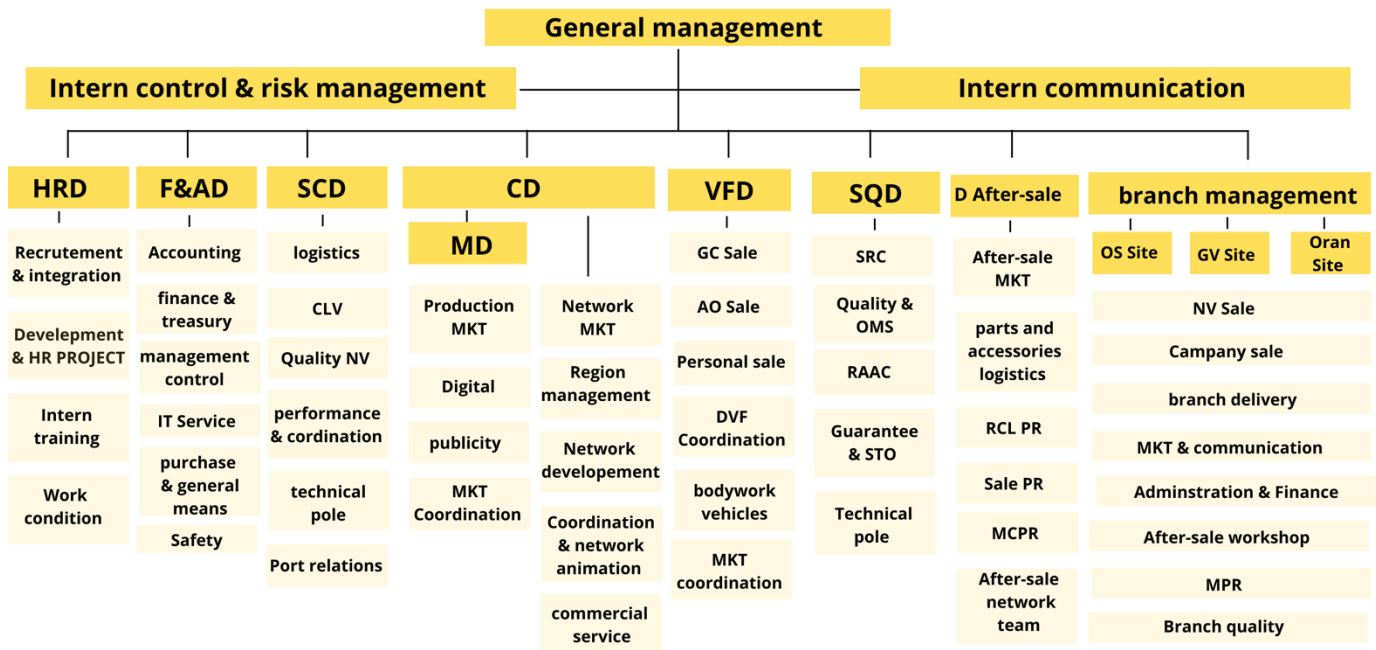 General management
Intern control & risk management
Intern communication
HRD
Recrutement
& integration
Develepment
& HR PROJECT
Intern
training
Work
condition
F&AD
Accounting
finance &
treasury
management
control
IT Service
purchase
& general
means
Safety
SCD
logistics
CLV
Quality NV
performance
& cordination
technical
pole
Port relations
CD
MD
Production
MKT
Digital
publicity
MKT
Coordination
Network
MKT
Region
management
Network
developement
Coordination
& network
animation
commercial
service
VFD
GC Sale
AO Sale
Personal sale
DVF
Coordination
bodywork
vehicles
MKT
coordination
SQD
SRC
Quality &
OMS
RAAC
Guarantee
& STO
Technical
pole
D After-sale
After-sale
MKT
parts and
accessories
logistics
RCL PR
Sale PR
MCPR
After-sale
network
team
branch management
OS Site
GV Site
Oran
Site
NV Sale
Campany sale
branch delivery
MKT & communication
Adminstration & Finance
After-sale workshop
MPR
Branch quality